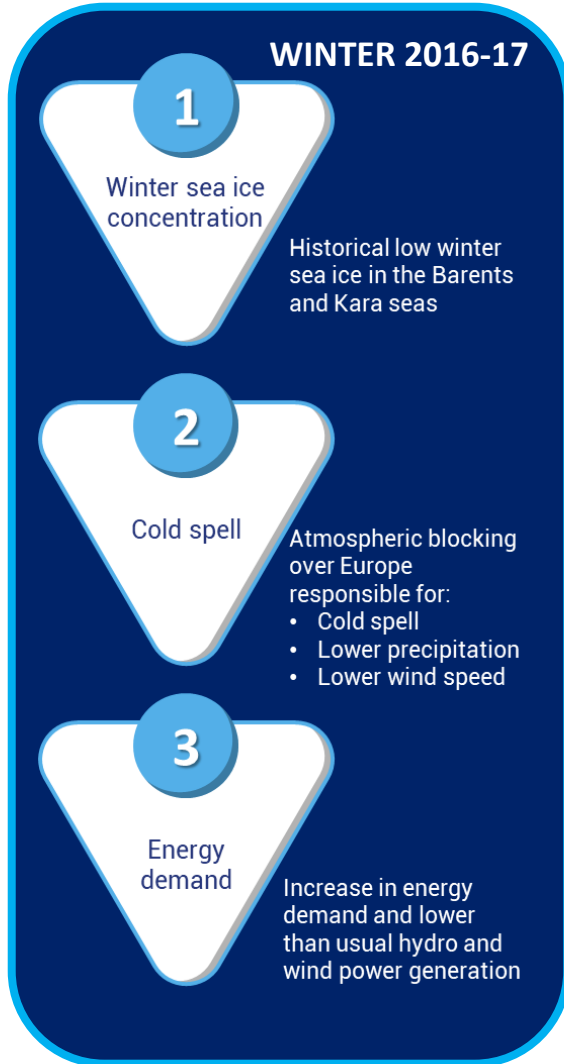 WINTER 2016-17
1
Winter sea ice
concentration
Historical low winter
sea ice in the Barents
and Kara seas
2
Cold spell
Atmospheric blocking
over Europe
responsible for:
• Cold spell
• Lower precipitation
• Lower wind speed
3
Energy
demand
Increase in energy
demand and lower
than usual hydro and
wind power generation